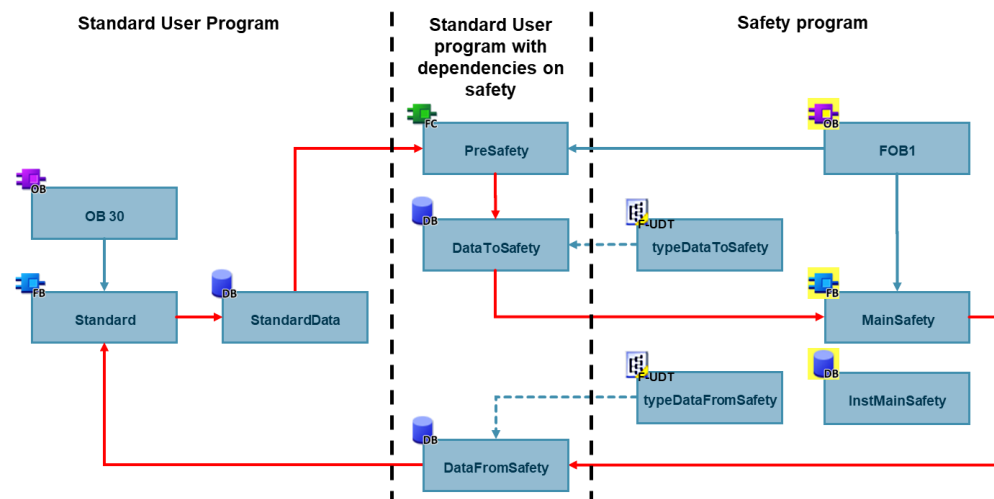 Standard User Program
Standard User
program with
dependencies on
safety
Safety program
FC
PreSafety
OB
FOB1
OB
OB 30
DB
DataToSafety
F-UDT
typeDataToSafety
FB
Standard
DB
StandardData
FB
MainSafety
F-UDT
typeDataFromSafety
DB
InstMainSafety
DB
DataFromSafety